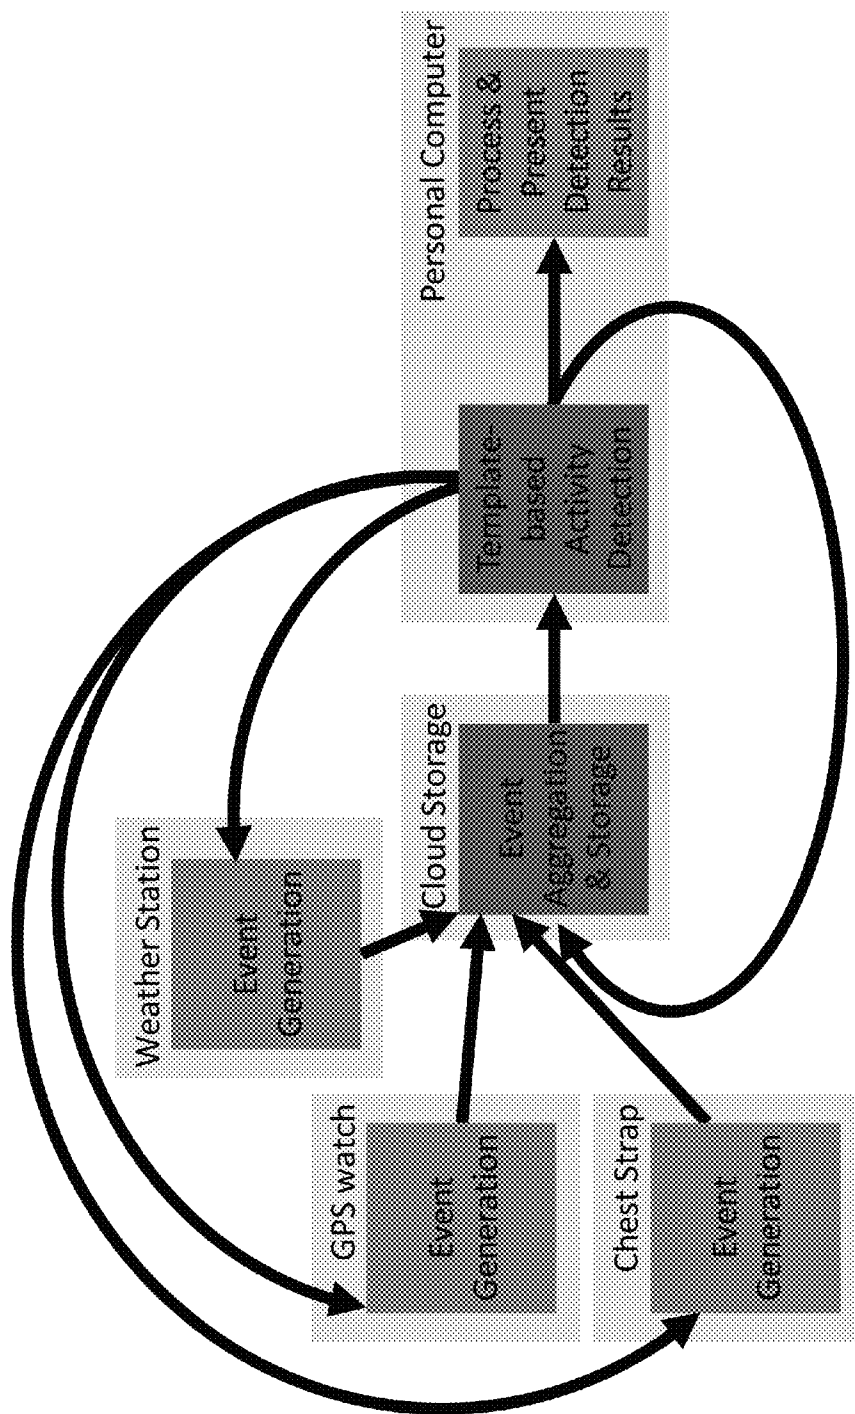 Weather Station
Event
Generation
GPS watch
Event
Generation
Chest Strap
Event
Generation
Cloud Storage
Event
Aggregation
& Storage
Personal Computer
Template-
based
Activity
Detection
Process &
Present
Detection
Results